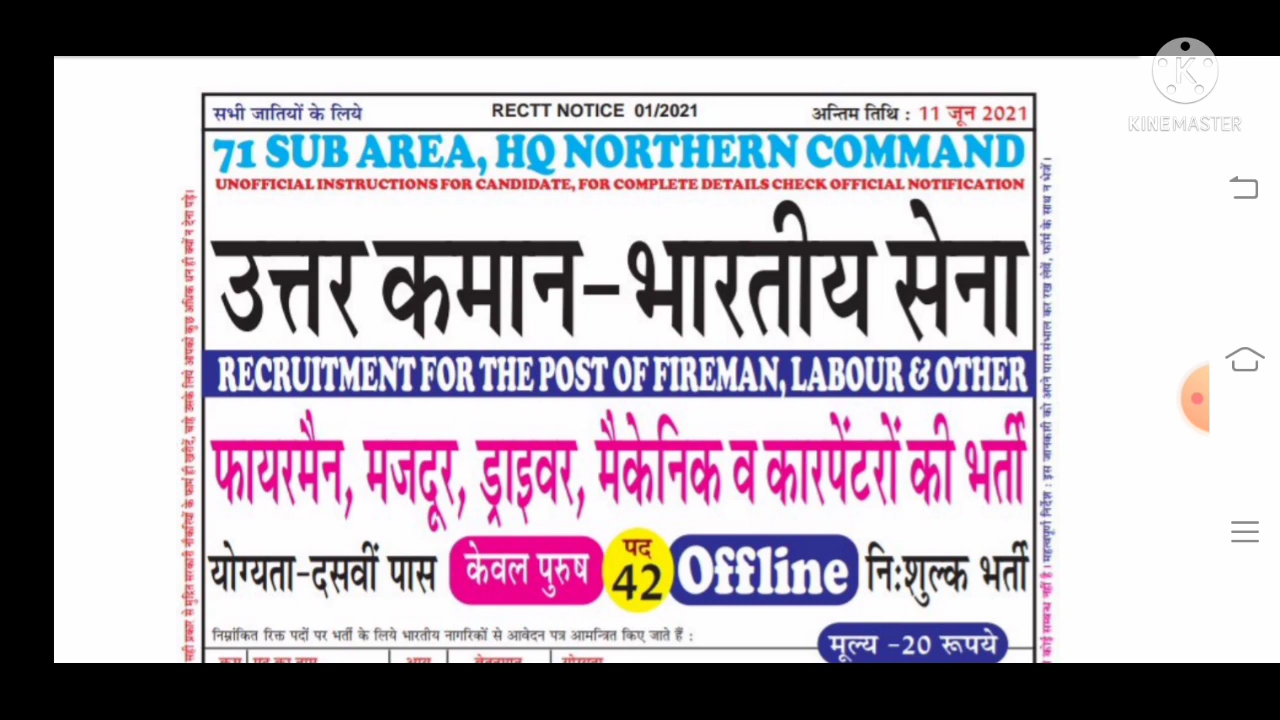 सभी जातियों के लिये RECTT NOTICE 01/2021 अन्तिम तिथि : 11 जून 2021
71 SUB AREA, HQ NORTHERN COMMAND
UNOFFICIAL INSTRUCTIONS FOR CANDIDATE, FOR COMPLETE DETAILS CHECK OFFICIAL NOTIFICATION
उत्तर कमान-भारतीय सेना
RECRUITMENT FOR THE POST OF FIREMAN, LABOUR & OTHER
फायरमैन, मजदूर, ड्राइवर, मैकेनिक व कारपेंटरों की भर्ती
योग्यता-दसवीं पास केवल पुरुष पद 42 Offline नि:शुल्क भर्ती
निम्नांकित रिक्त पदों पर भर्ती के लिये भारतीय नागरिकों से आवेदन पत्र आमन्त्रित किए जाते हैं :
मूल्य -20 रूपये
K
KINEMASTER